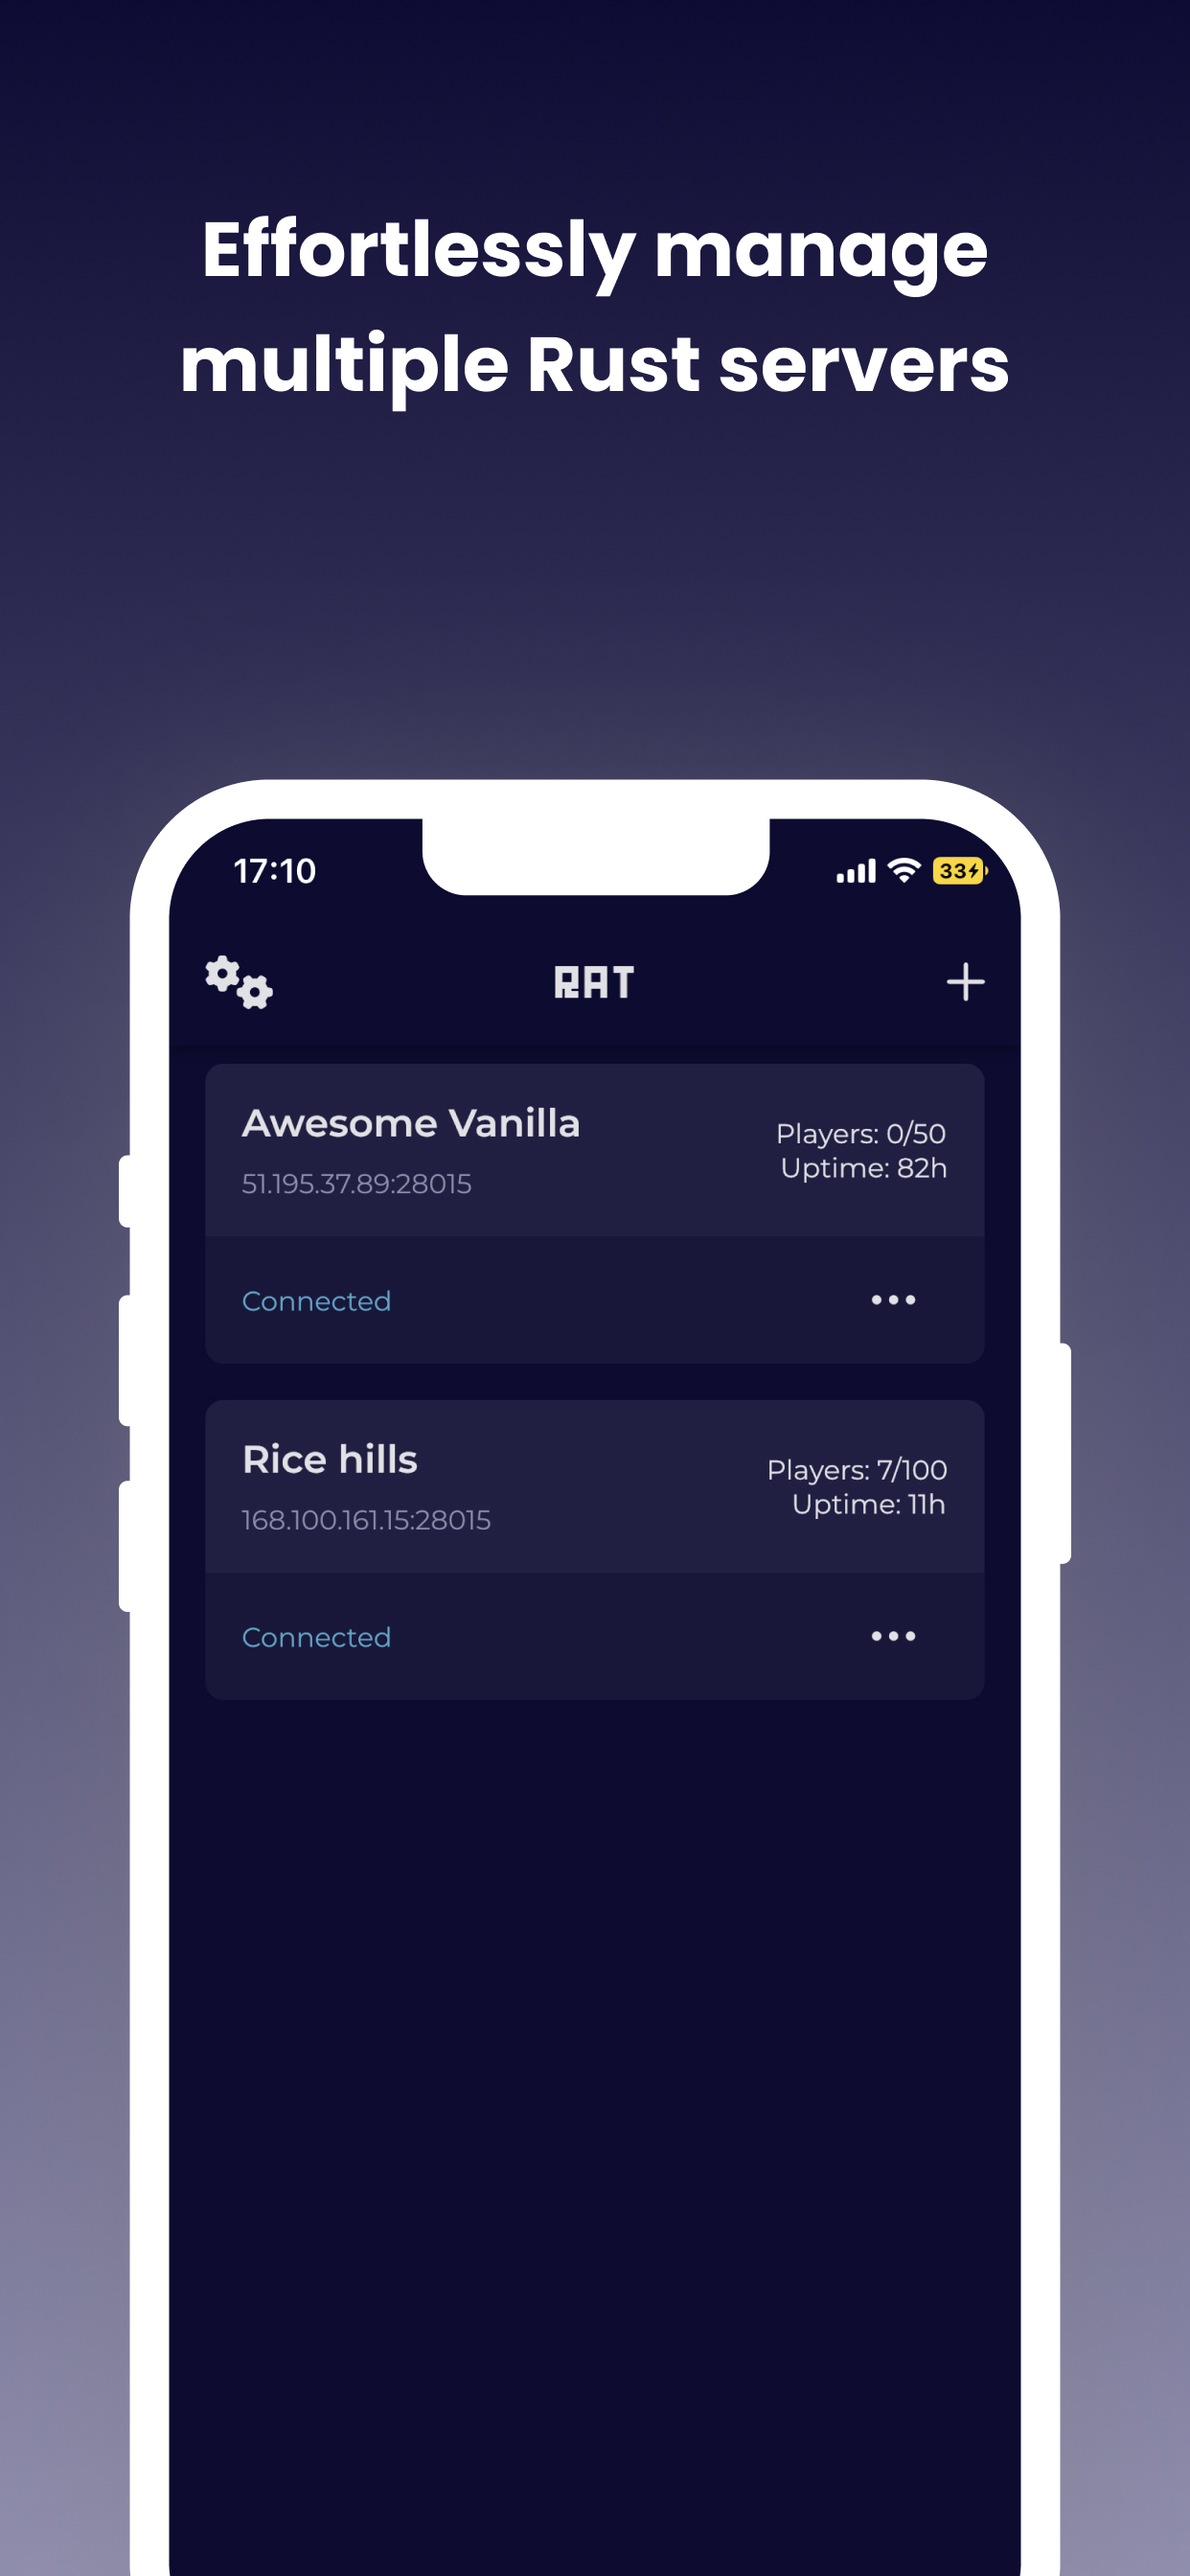 Effortlessly manage
multiple Rust servers
17:10
33
RAT
Awesome Vanilla
Players: 0/50
51.195.37.89:28015
Uptime: 82h
Connected
Rice hills
Players: 7/100
168.100.161.15:28015
Uptime: 11h
Connected